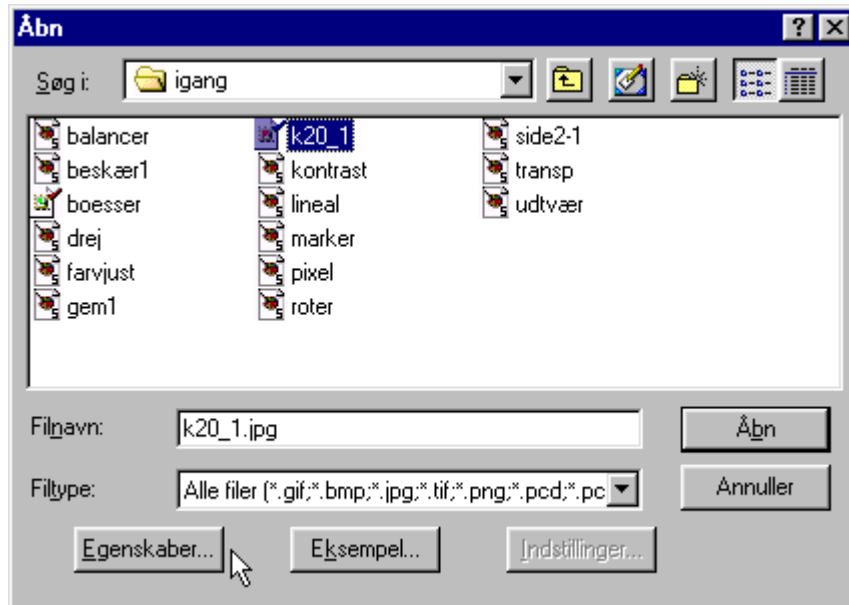 Åbn
Søg i: igang
balancer k20_1 side2-1
beskær1 kontrast transp
boesser lineal udtvær
drej marker
farvjust pixel
gem1 roter
Filnavn: k20_1.jpg Åbn
Filtype: Alle filer (*.gif;*.bmp;*.jpg;*.tif;*.png;*.pcd;*.pc Annuller
Egenskaber... Eksempel... Indstillinger...